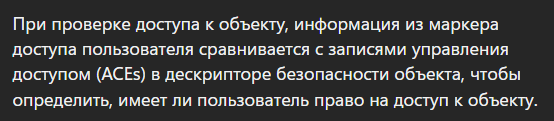 При проверке доступа к объекту, информация из маркера
доступа пользователя сравнивается с записями управления
доступом (ACEs) в дескрипторе безопасности объекта, чтобы
определить, имеет ли пользователь право на доступ к объекту.